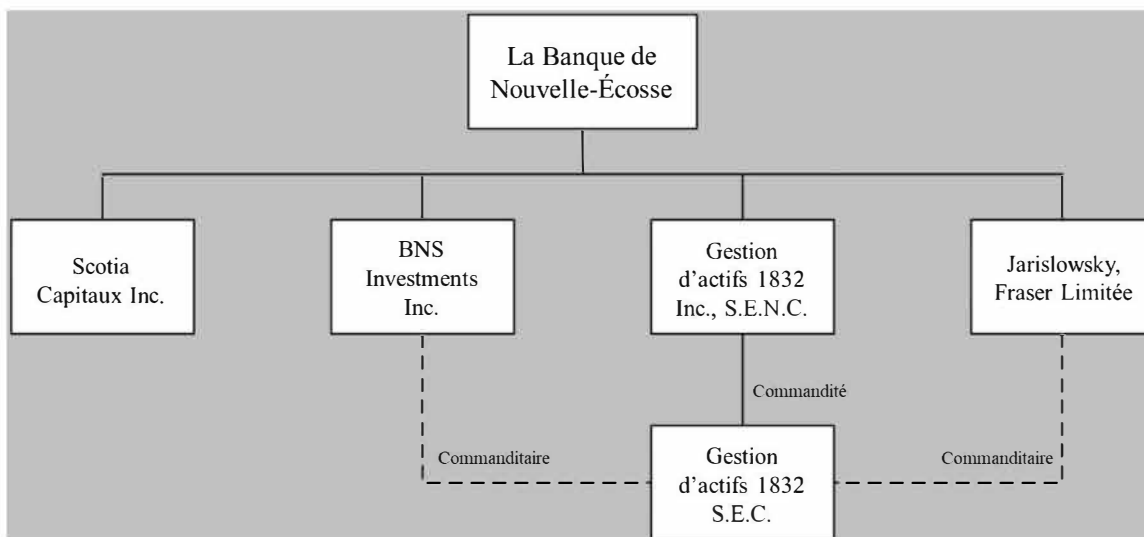 La Banque de
Nouvelle-Écosse
Scotia
Capitaux Inc.
BNS
Investments
Inc.
Gestion
d’actifs 1832
Inc., S.E.N.C.
Jarislowsky,
Fraser Limitée
Commandité
Commanditaire
Gestion
d’actifs 1832
S.E.C.
Commanditaire